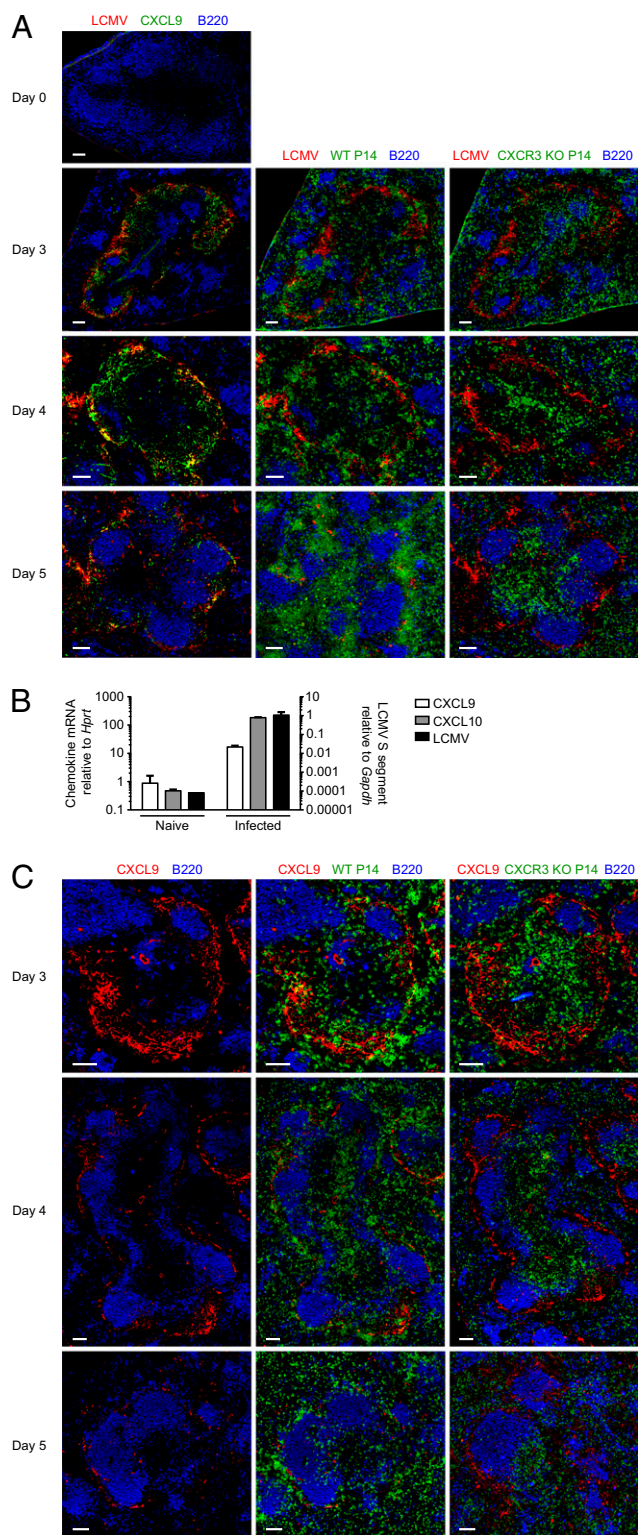 A
LCMV CXCL9 B220
Day 0
LCMV WT P14 B220
LCMV CXCR3 KO P14 B220
Day 3
Day 4
Day 5
B
Chemokine mRNA
relative to Hprt
1000
100
10
1
0.1
Naive
Infected
10
1
0.1
0.01
0.001
0.0001
0.00001
LCMV S segment
relative to Gapdh
CXCL9
CXCL10
LCMV
C
CXCL9 B220
CXCL9 WT P14 B220
CXCL9 CXCR3 KO P14 B220
Day 3
Day 4
Day 5